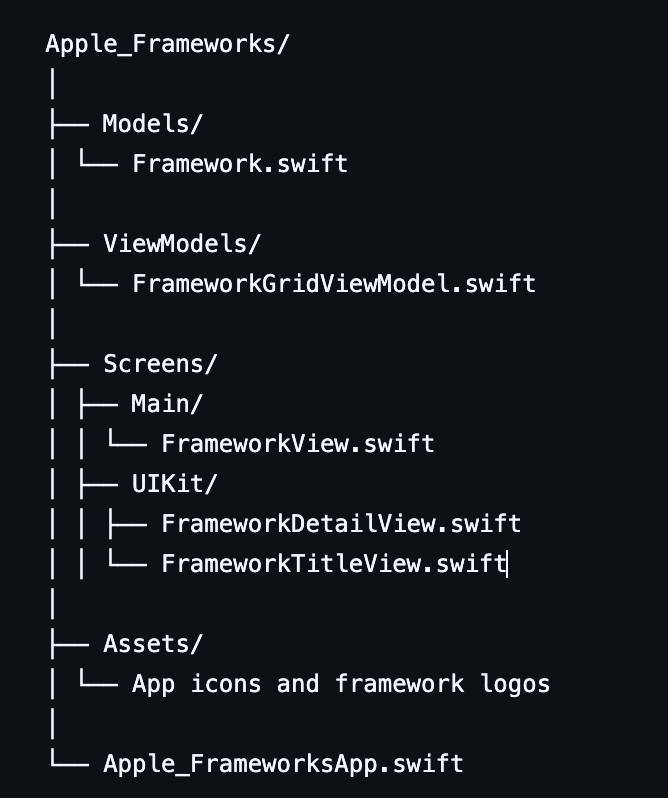 Apple_Frameworks/
│
├── Models/
│ └── Framework.swift
│
├── ViewModels/
│ └── FrameworkGridViewModel.swift
│
├── Screens/
│ ├── Main/
│ │ └── FrameworkView.swift
│ ├── UIKit/
│ │ ├── FrameworkDetailView.swift
│ │ └── FrameworkTitleView.swift
│
├── Assets/
│ └── App icons and framework logos
│
└── Apple_FrameworksApp.swift